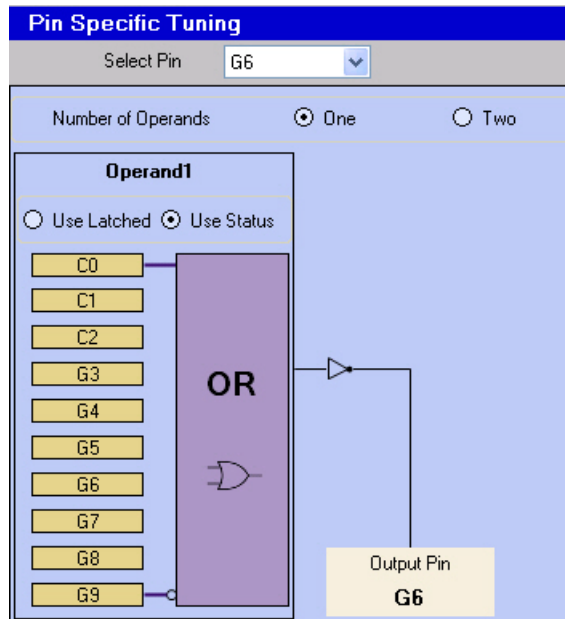 Pin Specific Tuning
Select Pin G6
Number of Operands One Two
Operand1
Use Latched Use Status
C0
C1
C2
G3
G4
G5
G6
G7
G8
G9
OR
Output Pin
G6